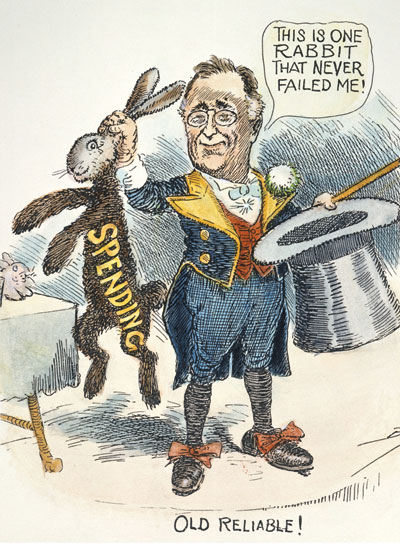 THIS IS ONE
RABBIT
THAT NEVER
FAILED ME!
SPENDING
OLD RELIABLE!